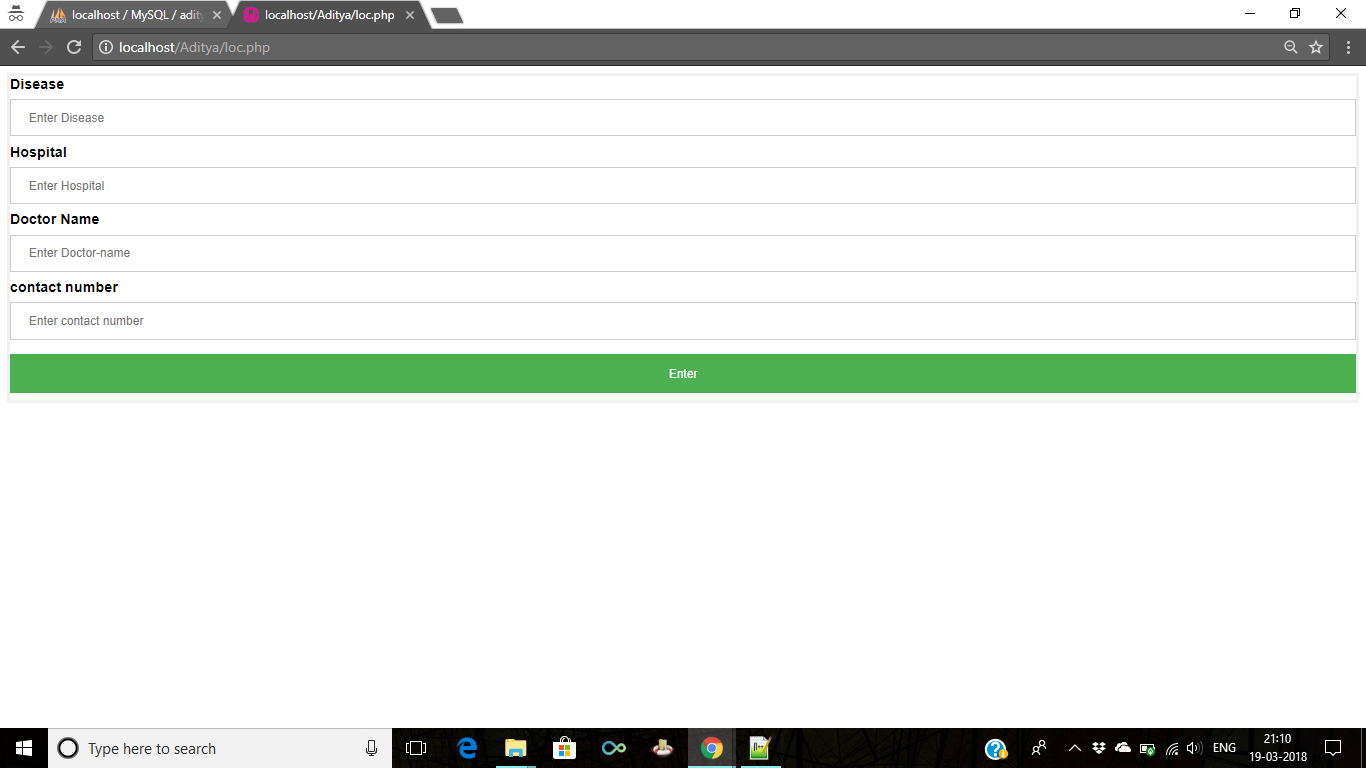 localhost / MySQL / adity
localhost/Aditya/loc.php
localhost/Aditya/loc.php
Disease
Enter Disease
Hospital
Enter Hospital
Doctor Name
Enter Doctor-name
contact number
Enter contact number
Enter
Type here to search
ENG
21:10
19-03-2018